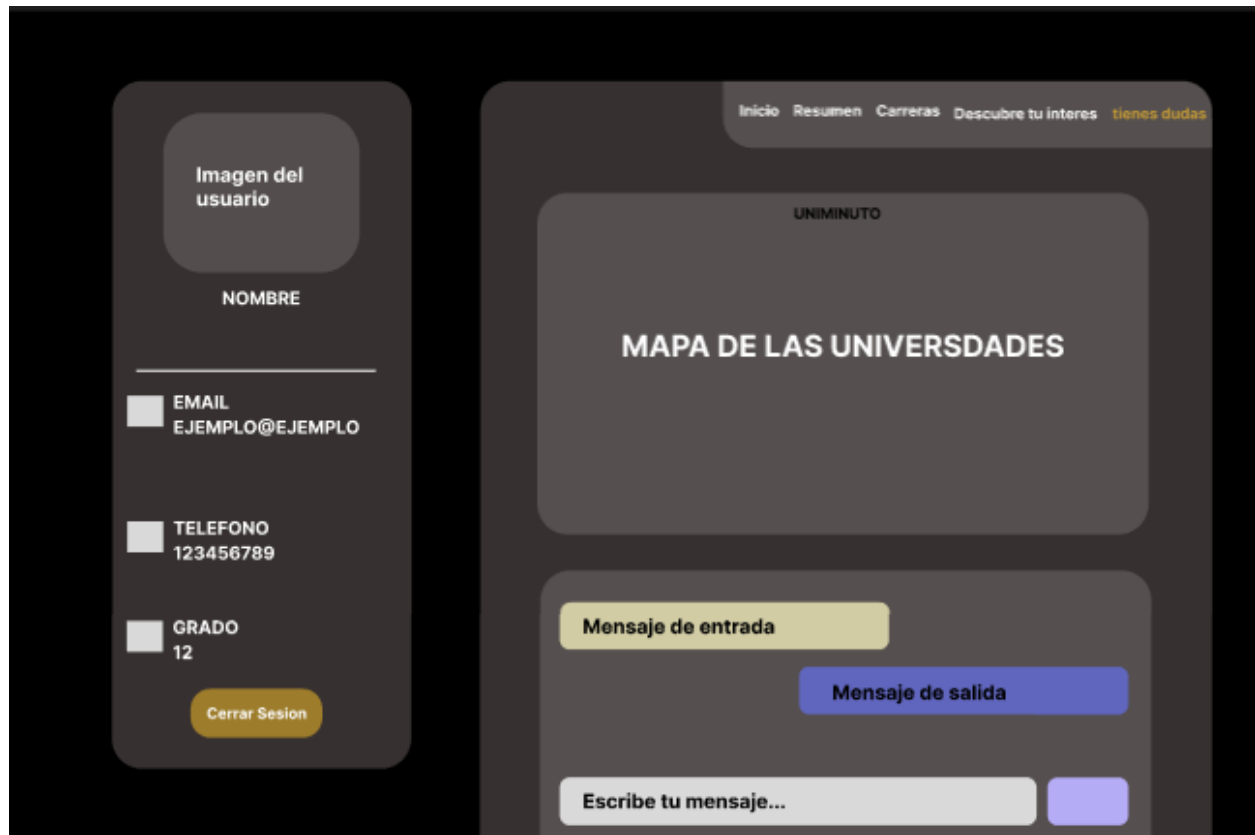 Imagen del
usuario
NOMBRE
EMAIL
EJEMPLO@EJEMPLO
TELEFONO
123456789
GRADO
12
Cerrar Sesion
Inicio Resumen Carreras Descubre tu interes tienes dudas
UNIMINUTO
MAPA DE LAS UNIVERSDADES
Mensaje de entrada
Mensaje de salida
Escribe tu mensaje...